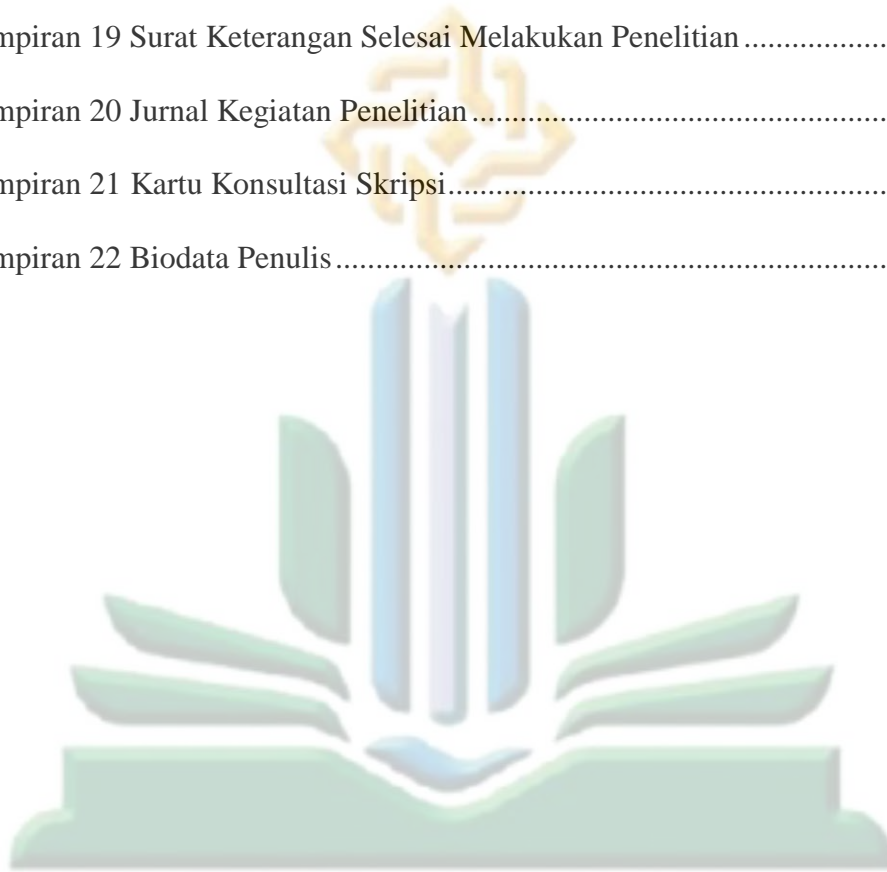 mpiran 19 Surat Keterangan Selesai Melakukan Penelitian..................
mpiran 20 Jurnal Kegiatan Penelitian.....................................................
mpiran 21 Kartu Konsultasi Skripsi........................................................
mpiran 22 Biodata Penulis......................................................................